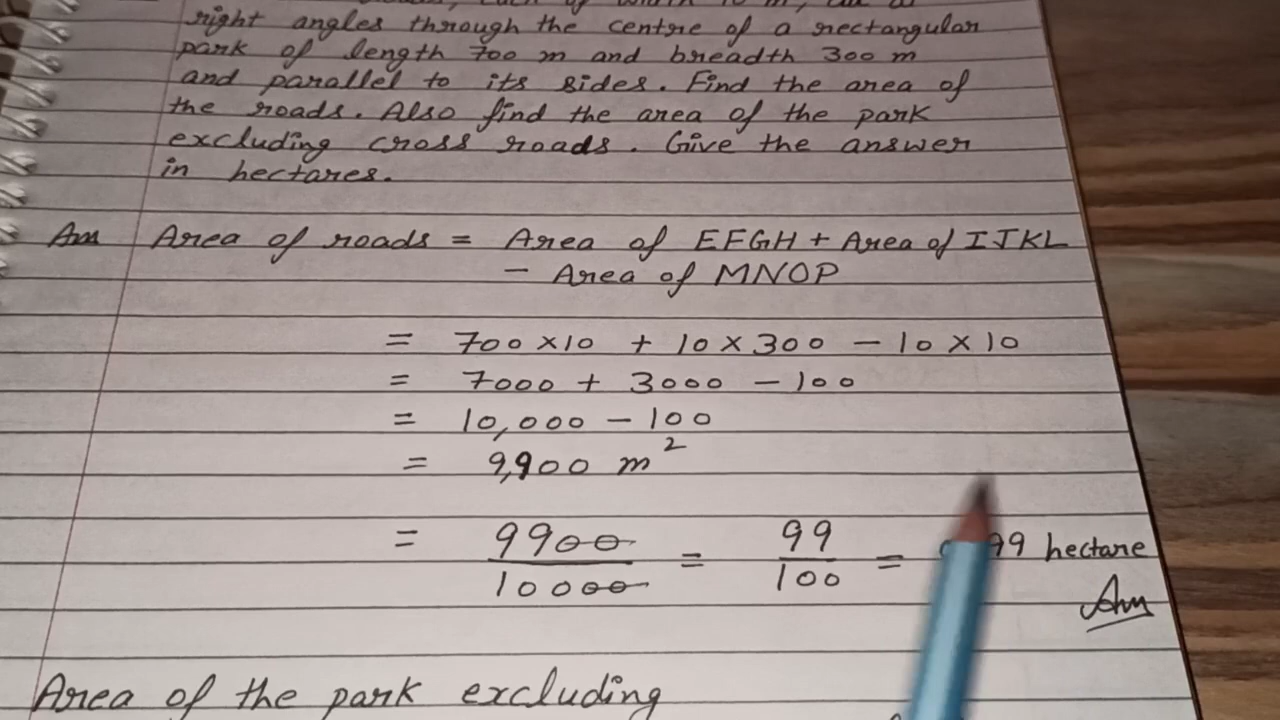 right angles through the centre of a rectangular
park of length 700 m and breadth 300 m
and parallel to its sides. Find the area of
the roads. Also find the area of the park
excluding cross roads. Give the answer
in hectares.
Ans Area of roads = Area of EFGH + Area of IJKL
- Area of MNOP
= 700 × 10 + 10 × 300 - 10 × 10
= 7000 + 3000 - 100
= 10,000 - 100
= 9,900 m²
= 9900/10000 = 99/100 = 99 hectare
Ans
Area of the park excluding